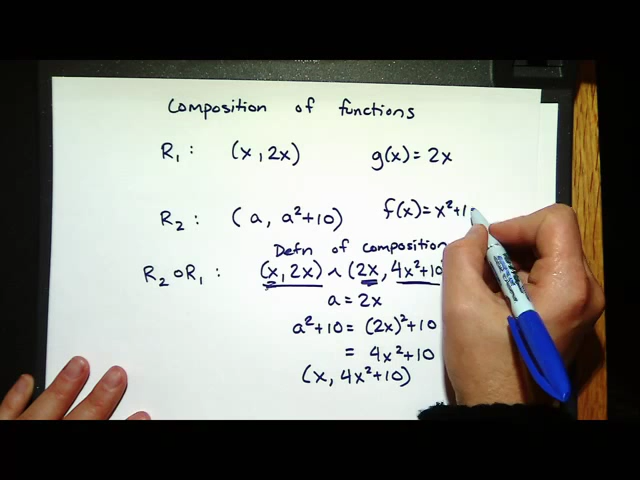 Composition of functions
R₁: (x, 2x) g(x) = 2x
R₂: (a, a²+10) f(x) = x²+1
Defn of composition
R₂∘R₁: (x, 2x) ∧ (2x, 4x²+10
a = 2x
a²+10 = (2x)²+10
= 4x²+10
(x, 4x²+10)